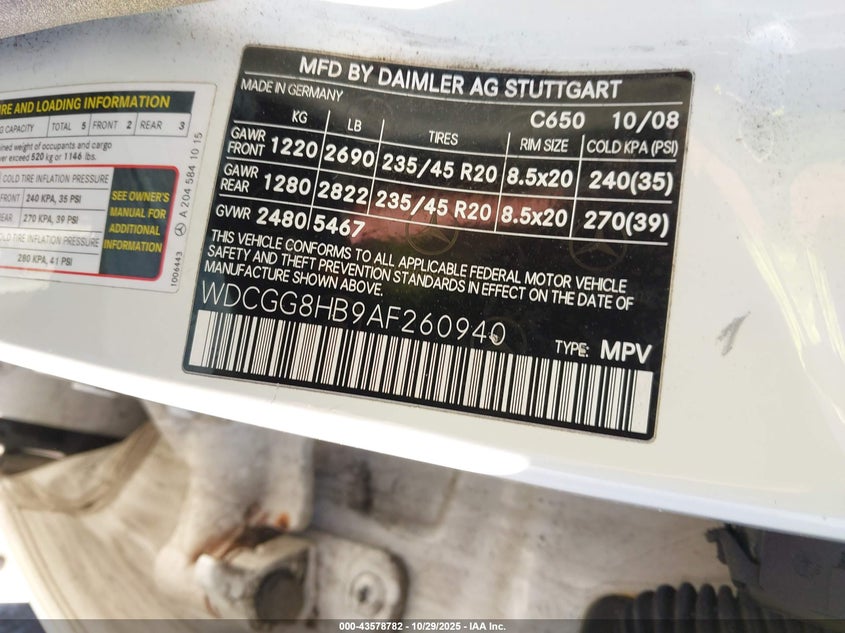 TIRE AND LOADING INFORMATION
CAPACITY TOTAL 5 FRONT 2 REAR 3
weight of occupants and cargo
exceed 520 kg or 1146 lbs.
COLD TIRE INFLATION PRESSURE
FRONT 240 KPA, 35 PSI
REAR 270 KPA, 39 PSI
COLD TIRE INFLATION PRESSURE
280 KPA, 41 PSI
SEE OWNER'S
MANUAL FOR
ADDITIONAL
INFORMATION
A 204 584 10 15
1006443
MFD BY DAIMLER AG STUTTGART
MADE IN GERMANY
C650 10/08
KG LB TIRES RIM SIZE COLD KPA (PSI)
GAWR FRONT 1220 2690 235/45 R20 8.5x20 240(35)
GAWR REAR 1280 2822 235/45 R20 8.5x20 270(39)
GVWR 2480 5467
THIS VEHICLE CONFORMS TO ALL APPLICABLE FEDERAL MOTOR VEHICLE
SAFETY AND THEFT PREVENTION STANDARDS IN EFFECT ON THE DATE OF
MANUFACTURE SHOWN ABOVE.
WDCGG8HB9AF260940
TYPE: MPV
000-43578782 - 10/29/2025 - IAA Inc.